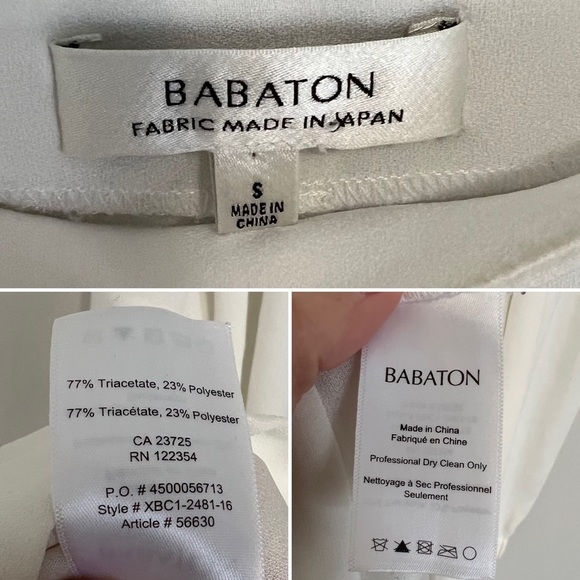 BABATON
FABRIC MADE IN JAPAN
S
MADE IN
CHINA
77% Triacetate, 23% Polyester
77% Triacétate, 23% Polyester
CA 23725
RN 122354
P.O. # 4500056713
Style # XBC1-2481-16
Article # 56630
BABATON
Made in China
Fabriqué en Chine
Professional Dry Clean Only
Nettoyage à Sec Professionnel
Seulement